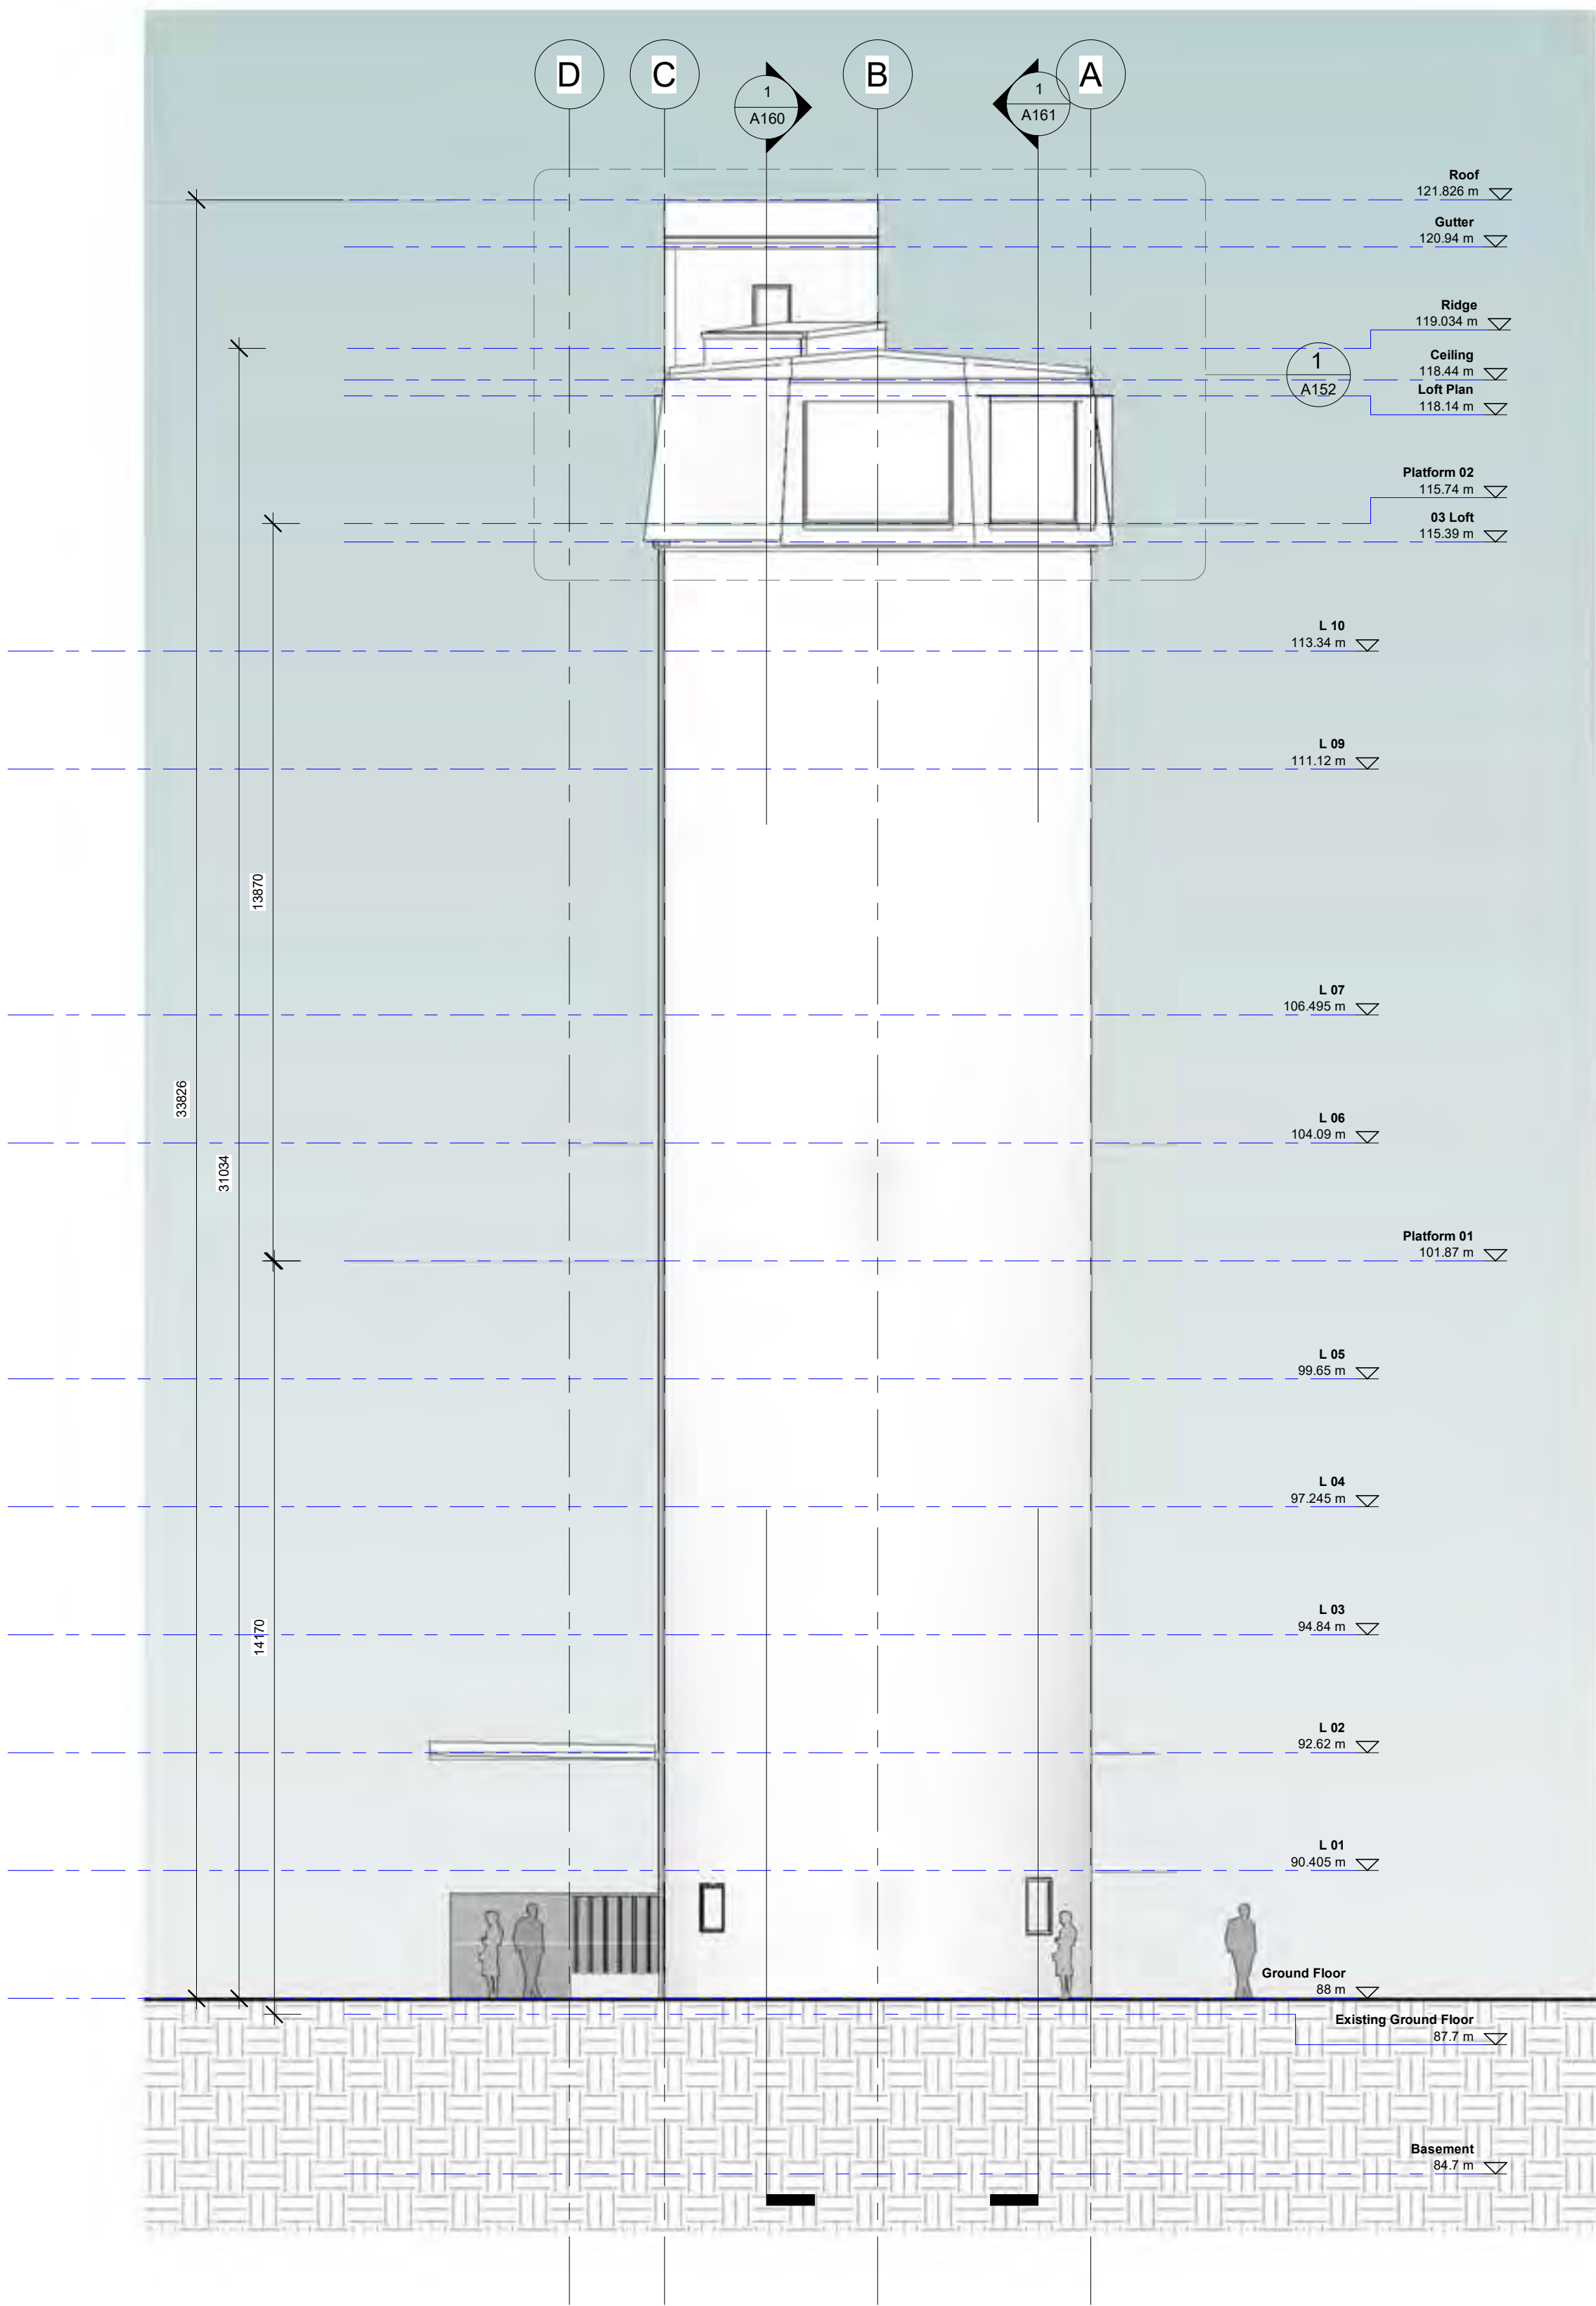 D
C
B
A
1
A160
1
A161
Roof
121.826 m
Gutter
120.94 m
Ridge
119.034 m
1
A152
Ceiling
118.44 m
Loft Plan
118.14 m
Platform 02
115.74 m
03 Loft
115.39 m
L 10
113.34 m
L 09
111.12 m
13870
L 07
106.495 m
33826
L 06
104.09 m
31034
Platform 01
101.87 m
L 05
99.65 m
L 04
97.245 m
L 03
94.84 m
14170
L 02
92.62 m
L 01
90.405 m
Ground Floor
88 m
Existing Ground Floor
87.7 m
Basement
84.7 m